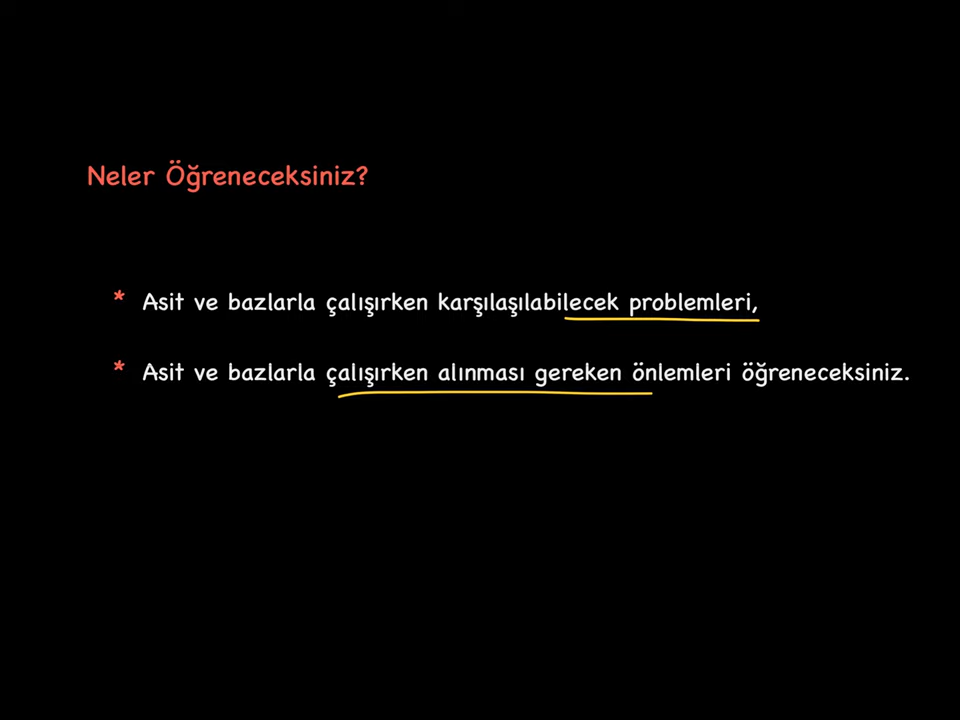 Neler Öğreneceksiniz?
* Asit ve bazlarla çalışırken karşılaşılabilecek problemleri,
* Asit ve bazlarla çalışırken alınması gereken önlemleri öğreneceksiniz.